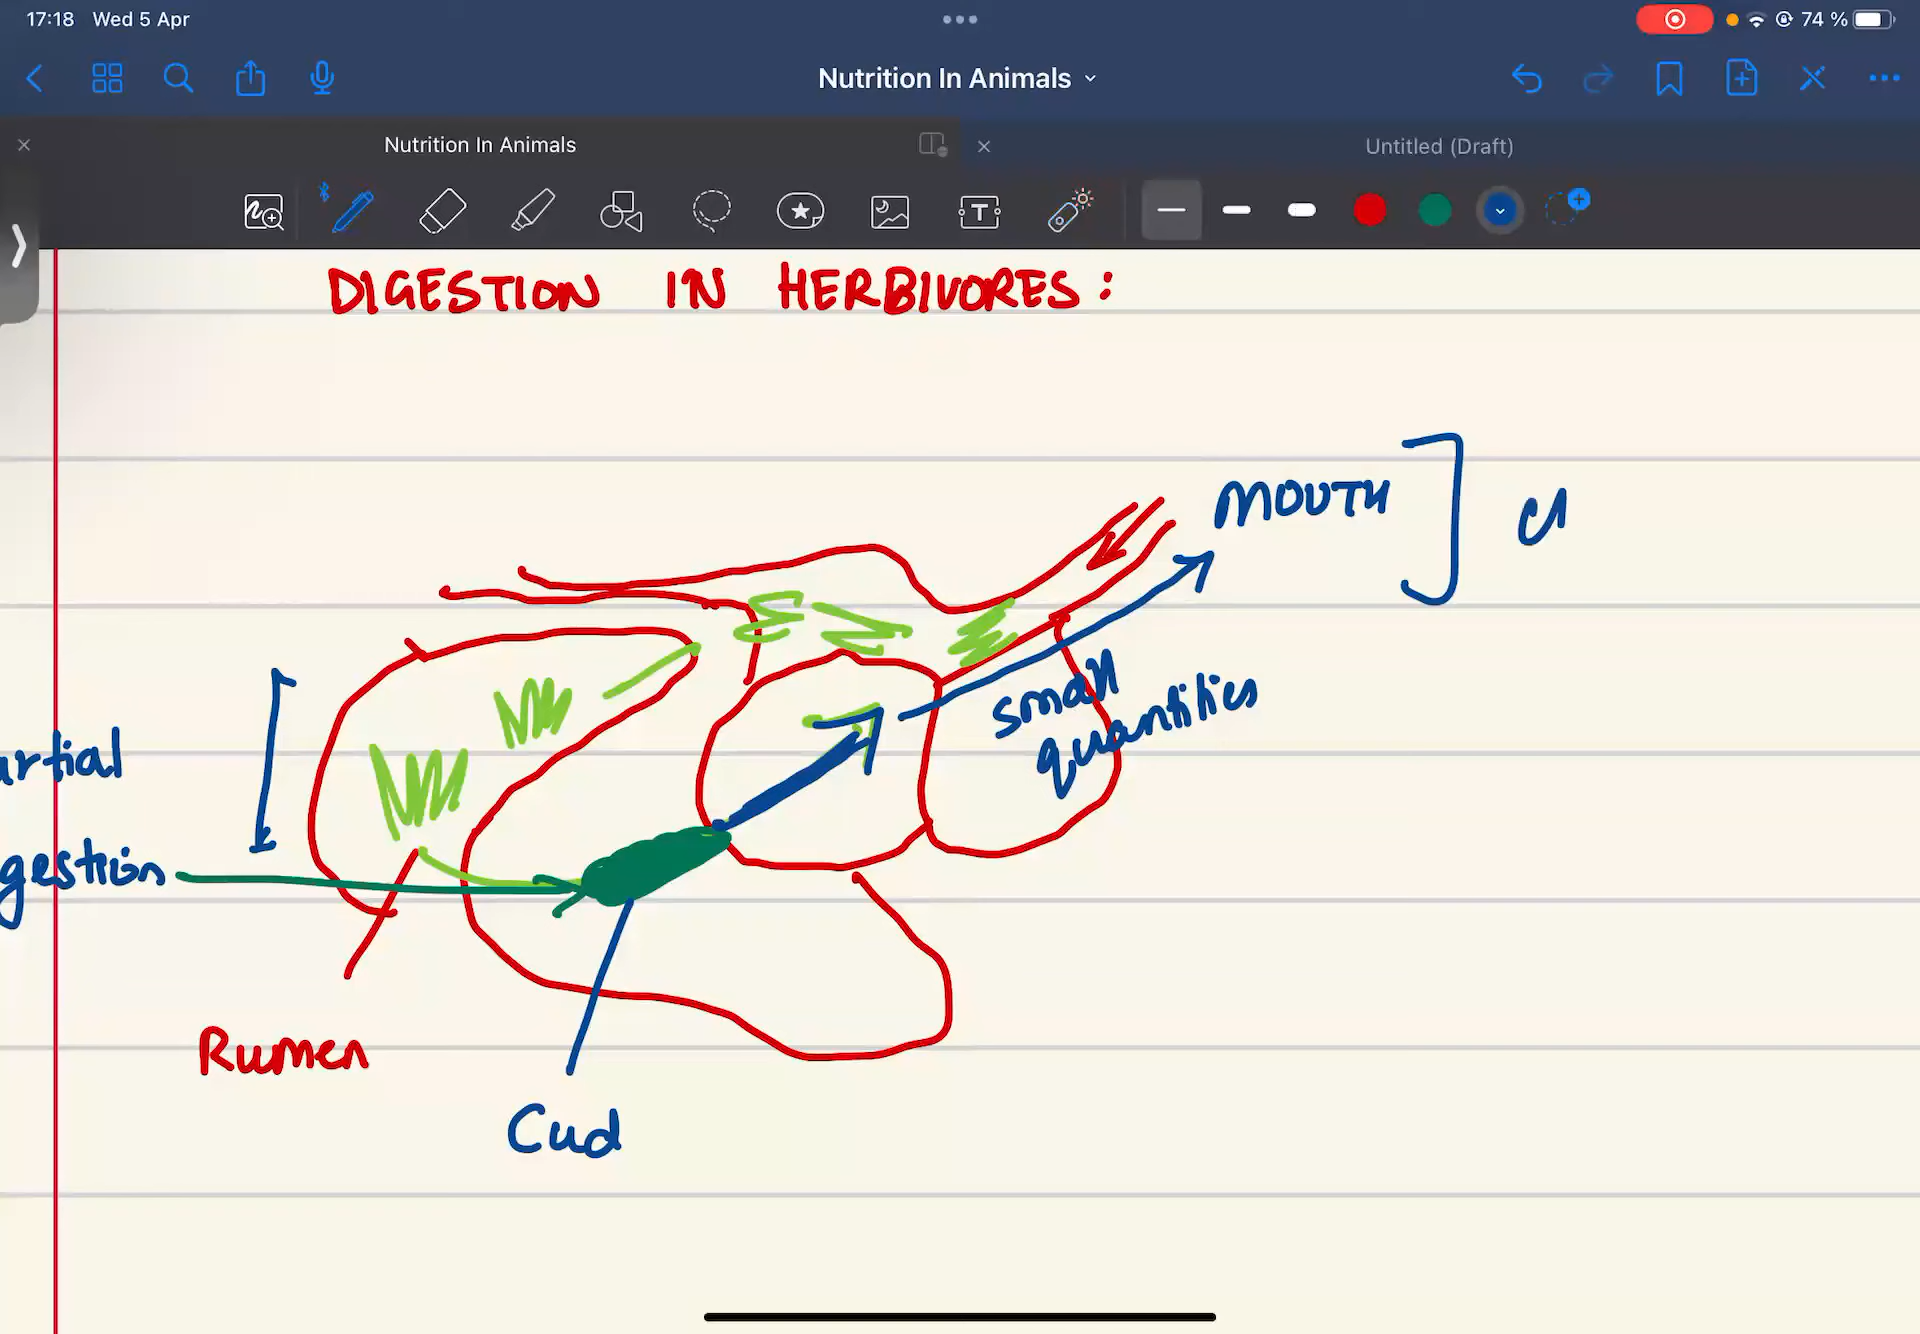 17:18 Wed 5 Apr
74 %
Nutrition In Animals
Nutrition In Animals
Untitled (Draft)
T
DIGESTION IN HERBIVORES:
MOUTH
small
quantities
artial
gestion
Rumen
Cud